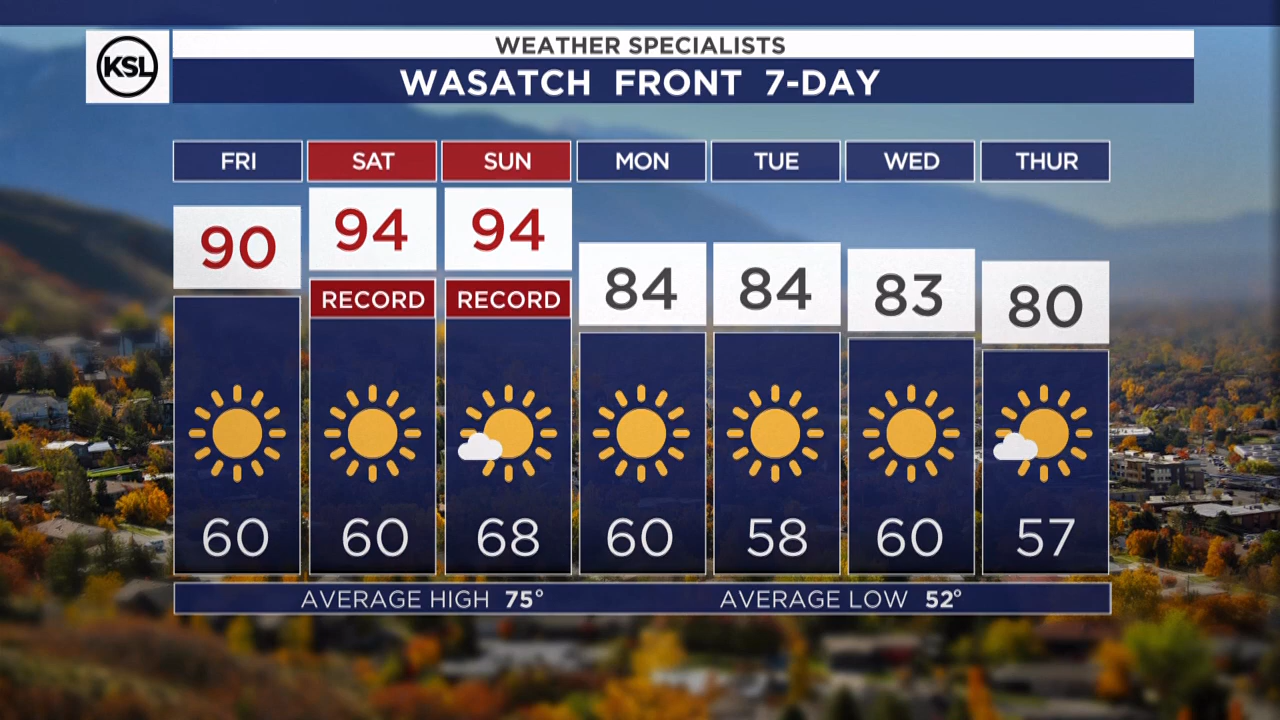 KSL
WEATHER SPECIALISTS
WASATCH FRONT 7-DAY
FRI SAT SUN MON TUE WED THUR
90 94 94 84 84 83 80
RECORD RECORD
60 60 68 60 58 60 57
AVERAGE HIGH 75° AVERAGE LOW 52°